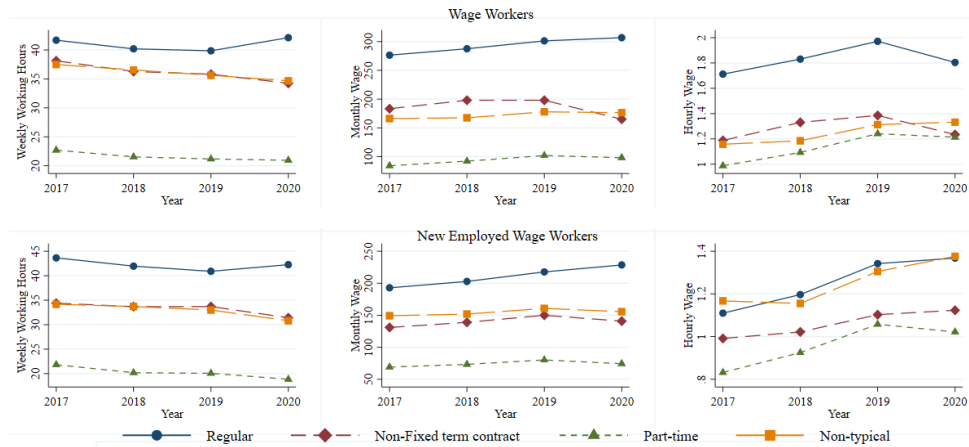 Wage Workers
Weekly Working Hours
40
35
30
25
20
2017 2018 2019 2020
Year
Monthly Wage
300
250
200
150
100
2017 2018 2019 2020
Year
Hourly Wage
2
1.8
1.6
1.4
1.2
1
2017 2018 2019 2020
Year
New Employed Wage Workers
Weekly Working Hours
45
40
35
30
25
20
2017 2018 2019 2020
Year
Monthly Wage
250
200
150
100
50
2017 2018 2019 2020
Year
Hourly Wage
1.4
1.2
1
.8
2017 2018 2019 2020
Year
Regular Non-Fixed term contract Part-time Non-typical